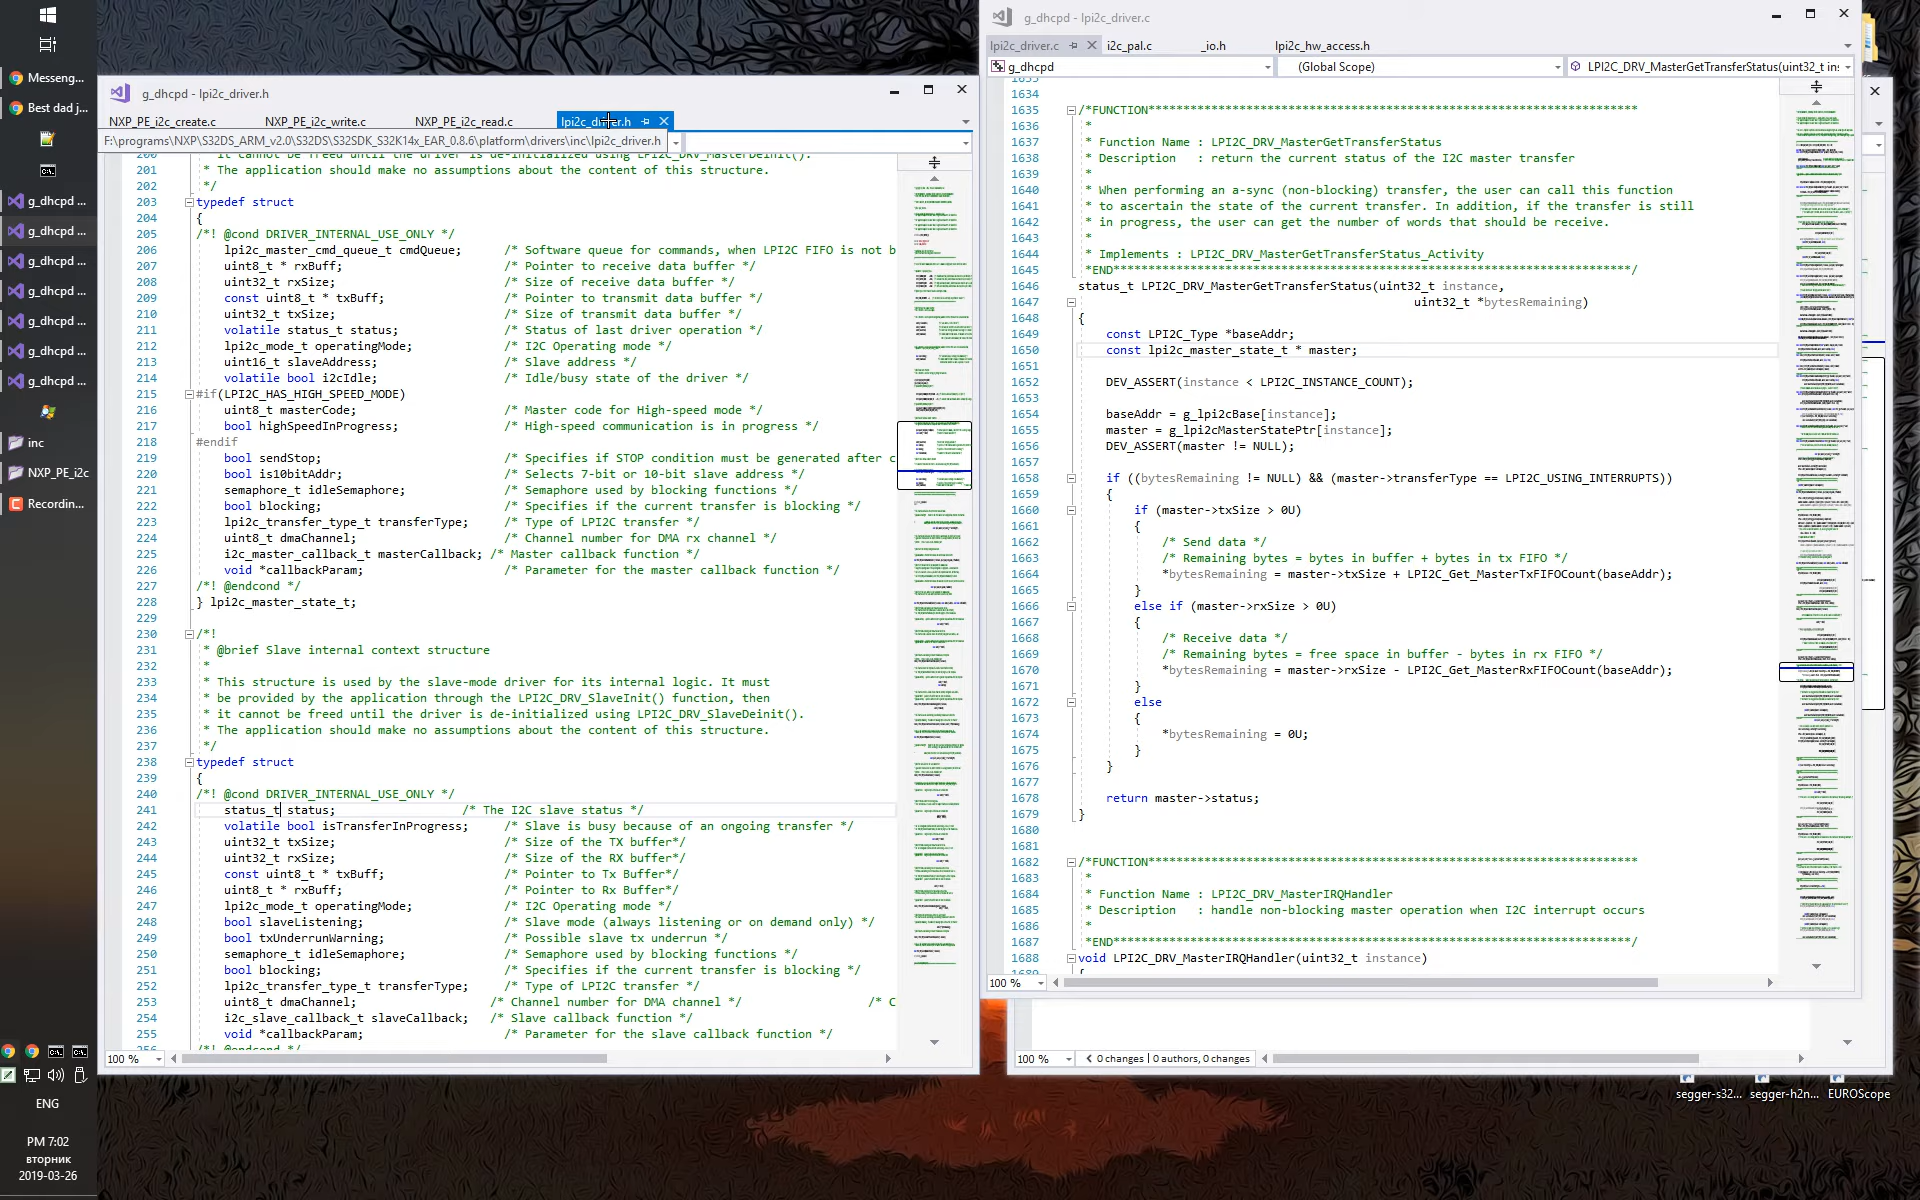 Messeng...
Best dad j...
g_dhcpd ...
g_dhcpd ...
g_dhcpd ...
g_dhcpd ...
g_dhcpd ...
g_dhcpd ...
g_dhcpd ...
inc
NXP_PE_i2c
Recordin...
ENG
PM 7:02
вторник
2019-03-26
g_dhcpd - lpi2c_driver.h
NXP_PE_i2c_create.c NXP_PE_i2c_write.c NXP_PE_i2c_read.c lpi2c_driver.h
F:\programs\NXP\S32DS_ARM_v2.0\S32DS\S32SDK_S32K14x_EAR_0.8.6\platform\drivers\inc\lpi2c_driver.h
200 * it cannot be freed until the driver is de-initialized using LPI2C_DRV_MasterDeinit().
201 * The application should make no assumptions about the content of this structure.
202 */
203 typedef struct
204 {
205 /*! @cond DRIVER_INTERNAL_USE_ONLY */
206 lpi2c_master_cmd_queue_t cmdQueue; /* Software queue for commands, when LPI2C FIFO is not b
207 uint8_t * rxBuff; /* Pointer to receive data buffer */
208 uint32_t rxSize; /* Size of receive data buffer */
209 const uint8_t * txBuff; /* Pointer to transmit data buffer */
210 uint32_t txSize; /* Size of transmit data buffer */
211 volatile status_t status; /* Status of last driver operation */
212 lpi2c_mode_t operatingMode; /* I2C Operating mode */
213 uint16_t slaveAddress; /* Slave address */
214 volatile bool i2cIdle; /* Idle/busy state of the driver */
215 #if(LPI2C_HAS_HIGH_SPEED_MODE)
216 uint8_t masterCode; /* Master code for High-speed mode */
217 bool highSpeedInProgress; /* High-speed communication is in progress */
218 #endif
219 bool sendStop; /* Specifies if STOP condition must be generated after c
220 bool is10bitAddr; /* Selects 7-bit or 10-bit slave address */
221 semaphore_t idleSemaphore; /* Semaphore used by blocking functions */
222 bool blocking; /* Specifies if the current transfer is blocking */
223 lpi2c_transfer_type_t transferType; /* Type of LPI2C transfer */
224 uint8_t dmaChannel; /* Channel number for DMA rx channel */
225 i2c_master_callback_t masterCallback; /* Master callback function */
226 void *callbackParam; /* Parameter for the master callback function */
227 /*! @endcond */
228 } lpi2c_master_state_t;
229
230 /*!
231 * @brief Slave internal context structure
232 *
233 * This structure is used by the slave-mode driver for its internal logic. It must
234 * be provided by the application through the LPI2C_DRV_SlaveInit() function, then
235 * it cannot be freed until the driver is de-initialized using LPI2C_DRV_SlaveDeinit().
236 * The application should make no assumptions about the content of this structure.
237 */
238 typedef struct
239 {
240 /*! @cond DRIVER_INTERNAL_USE_ONLY */
241 status_t status; /* The I2C slave status */
242 volatile bool isTransferInProgress; /* Slave is busy because of an ongoing transfer */
243 uint32_t txSize; /* Size of the TX buffer*/
244 uint32_t rxSize; /* Size of the RX buffer*/
245 const uint8_t * txBuff; /* Pointer to Tx Buffer*/
246 uint8_t * rxBuff; /* Pointer to Rx Buffer*/
247 lpi2c_mode_t operatingMode; /* I2C Operating mode */
248 bool slaveListening; /* Slave mode (always listening or on demand only) */
249 bool txUnderrunWarning; /* Possible slave tx underrun */
250 semaphore_t idleSemaphore; /* Semaphore used by blocking functions */
251 bool blocking; /* Specifies if the current transfer is blocking */
252 lpi2c_transfer_type_t transferType; /* Type of LPI2C transfer */
253 uint8_t dmaChannel; /* Channel number for DMA channel */ /* C
254 i2c_slave_callback_t slaveCallback; /* Slave callback function */
255 void *callbackParam; /* Parameter for the slave callback function */
256 /*! @endcond */
100 %
g_dhcpd - lpi2c_driver.c
lpi2c_driver.c i2c_pal.c _io.h lpi2c_hw_access.h
g_dhcpd (Global Scope) LPI2C_DRV_MasterGetTransferStatus(uint32_t in:
1633
1634
1635 /*FUNCTION**********************************************************************
1636 *
1637 * Function Name : LPI2C_DRV_MasterGetTransferStatus
1638 * Description : return the current status of the I2C master transfer
1639 *
1640 * When performing an a-sync (non-blocking) transfer, the user can call this function
1641 * to ascertain the state of the current transfer. In addition, if the transfer is still
1642 * in progress, the user can get the number of words that should be receive.
1643 *
1644 * Implements : LPI2C_DRV_MasterGetTransferStatus_Activity
1645 *END**************************************************************************/
1646 status_t LPI2C_DRV_MasterGetTransferStatus(uint32_t instance,
1647 uint32_t *bytesRemaining)
1648 {
1649 const LPI2C_Type *baseAddr;
1650 const lpi2c_master_state_t * master;
1651
1652 DEV_ASSERT(instance < LPI2C_INSTANCE_COUNT);
1653
1654 baseAddr = g_lpi2cBase[instance];
1655 master = g_lpi2cMasterStatePtr[instance];
1656 DEV_ASSERT(master != NULL);
1657
1658 if ((bytesRemaining != NULL) && (master->transferType == LPI2C_USING_INTERRUPTS))
1659 {
1660 if (master->txSize > 0U)
1661 {
1662 /* Send data */
1663 /* Remaining bytes = bytes in buffer + bytes in tx FIFO */
1664 *bytesRemaining = master->txSize + LPI2C_Get_MasterTxFIFOCount(baseAddr);
1665 }
1666 else if (master->rxSize > 0U)
1667 {
1668 /* Receive data */
1669 /* Remaining bytes = free space in buffer - bytes in rx FIFO */
1670 *bytesRemaining = master->rxSize - LPI2C_Get_MasterRxFIFOCount(baseAddr);
1671 }
1672 else
1673 {
1674 *bytesRemaining = 0U;
1675 }
1676 }
1677
1678 return master->status;
1679 }
1680
1681
1682 /*FUNCTION**********************************************************************
1683 *
1684 * Function Name : LPI2C_DRV_MasterIRQHandler
1685 * Description : handle non-blocking master operation when I2C interrupt occurs
1686 *
1687 *END**************************************************************************/
1688 void LPI2C_DRV_MasterIRQHandler(uint32_t instance)
1689 {
100 %
100 % 0 changes | 0 authors, 0 changes
segger-s32... segger-h2n... EUROScope